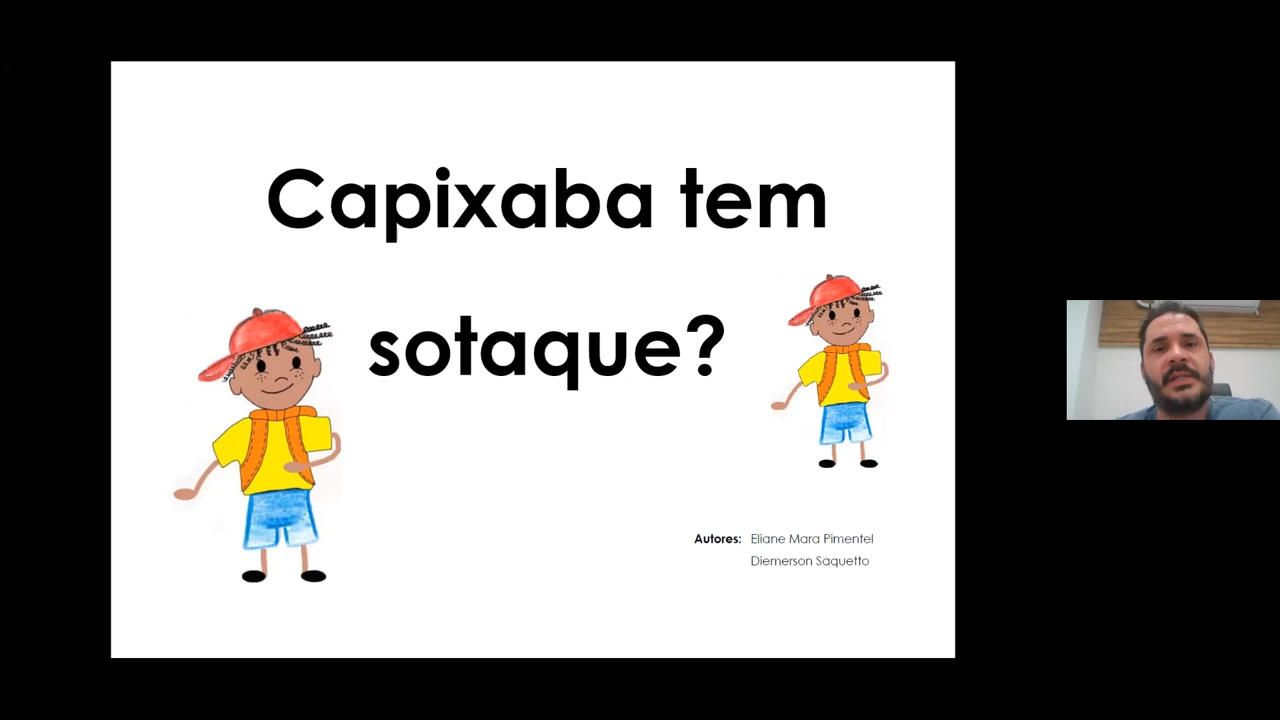 Capixaba tem
sotaque?
Autores: Eliane Mara Pimentel
Diemerson Saquetto